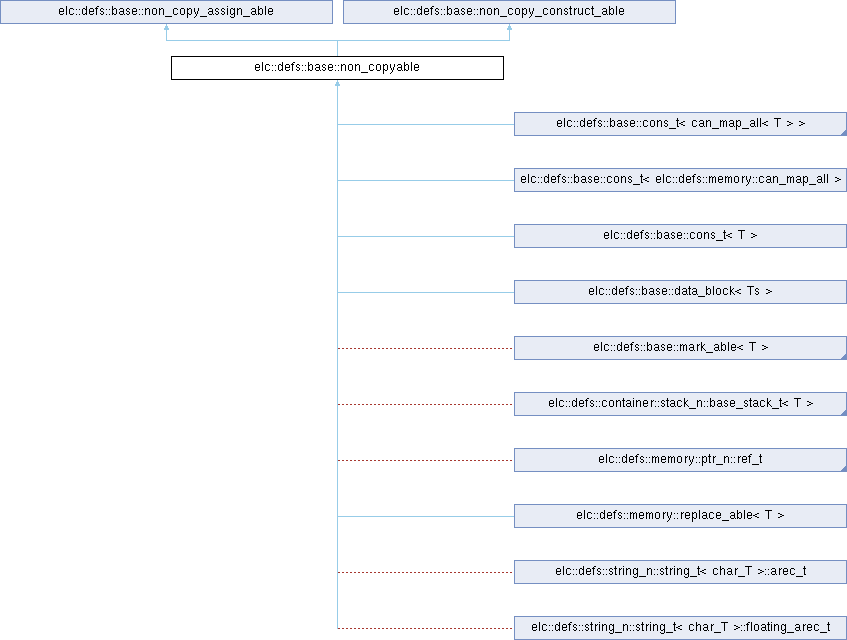 elc::defs::base::non_copy_assign_able
elc::defs::base::non_copy_construct_able
elc::defs::base::non_copyable
elc::defs::base::cons_t< can_map_all< T > >
elc::defs::base::cons_t< elc::defs::memory::can_map_all >
elc::defs::base::cons_t< T >
elc::defs::base::data_block< Ts >
elc::defs::base::mark_able< T >
elc::defs::container::stack_n::base_stack_t< T >
elc::defs::memory::ptr_n::ref_t
elc::defs::memory::replace_able< T >
elc::defs::string_n::string_t< char_T >::arec_t
elc::defs::string_n::string_t< char_T >::floating_arec_t